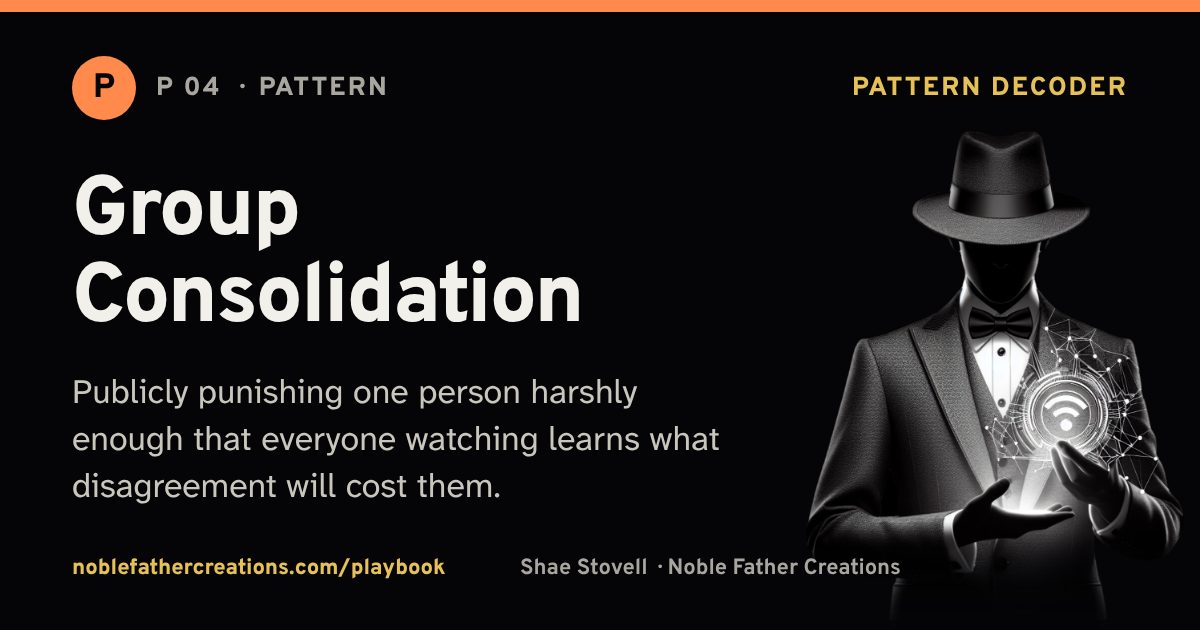 P
P 04 · PATTERN
PATTERN DECODER
Group
Consolidation
Publicly punishing one person harshly
enough that everyone watching learns what
disagreement will cost them.
noblefathercreations.com/playbook
Shae Stovell · Noble Father Creations